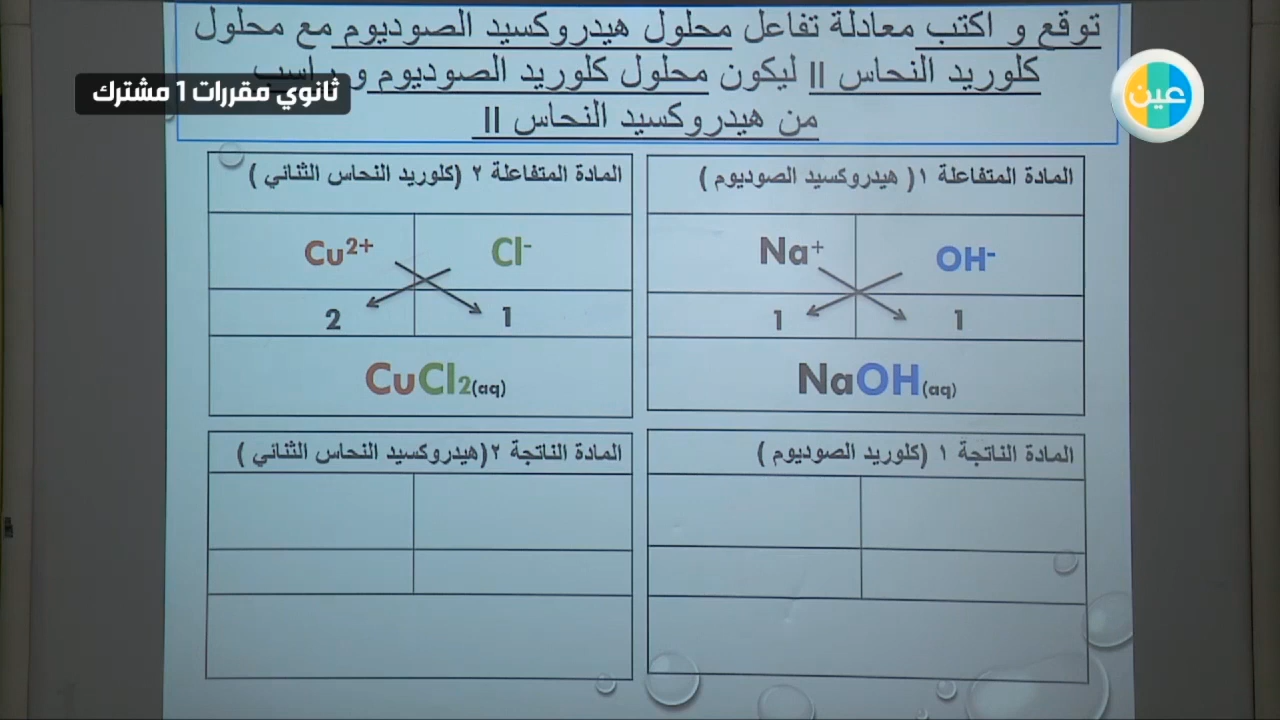 توقع و اكتب معادلة تفاعل محلول هيدروكسيد الصوديوم مع محلول
كلوريد النحاس II ليكون محلول كلوريد الصوديوم و راسب
من هيدروكسيد النحاس II
ثانوي مقررات 1 مشترك
عين
المادة المتفاعلة ١ ( هيدروكسيد الصوديوم )
Na⁺ OH⁻
1 1
NaOH(aq)
المادة المتفاعلة ٢ (كلوريد النحاس الثنائي )
Cu²⁺ Cl⁻
2 1
CuCl₂(aq)
المادة الناتجة ١ (كلوريد الصوديوم )
المادة الناتجة ٢(هيدروكسيد النحاس الثنائي )